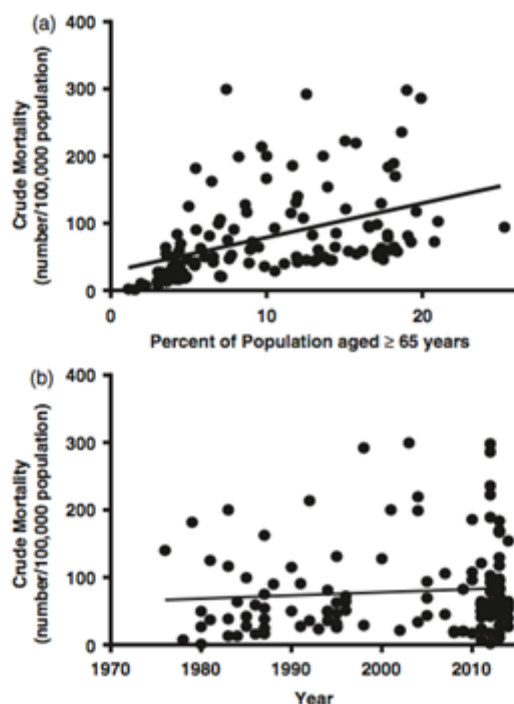 (a)
400
300
200
100
0
Crude Mortality
(number/100,000 population)
0 10 20
Percent of Population aged ≥ 65 years
(b)
400
300
200
100
0
Crude Mortality
(number/100,000 population)
1970 1980 1990 2000 2010
Year